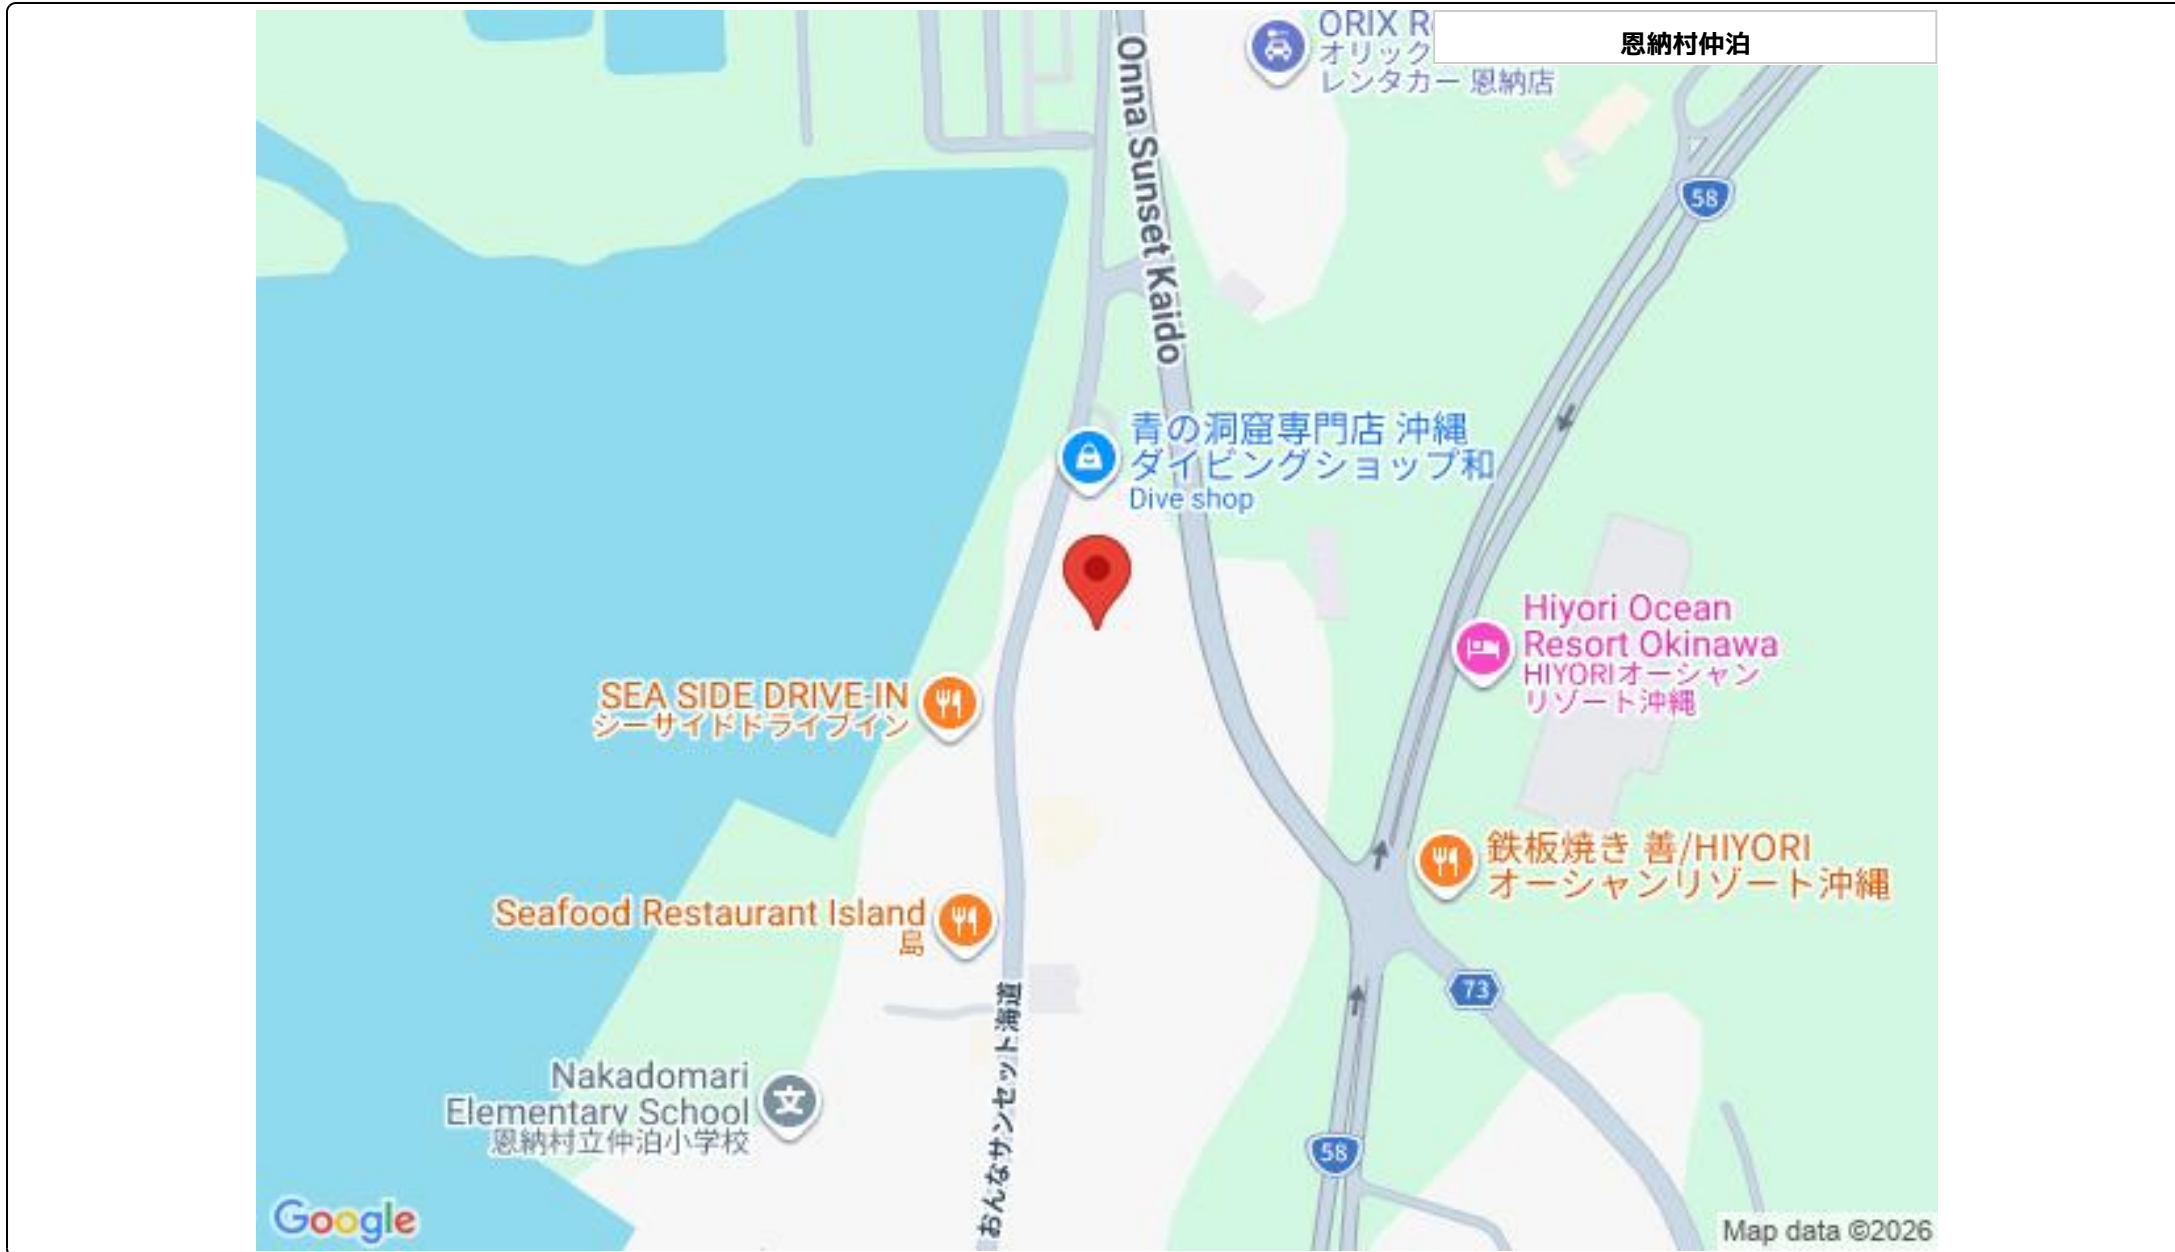 ORIX R
オリック
レンタカー 恩納店
恩納村仲泊
Onna Sunset Kaido
58
青の洞窟専門店 沖縄
ダイビングショップ和
Dive shop
Hiyori Ocean
Resort Okinawa
HIYORIオーシャン
リゾート沖縄
SEA SIDE DRIVE-IN
シーサイドドライブイン
鉄板焼き 善/HIYORI
オーシャンリゾート沖縄
Seafood Restaurant Island
島
73
おんなサンセット海道
Nakadomari
Elementary School
恩納村立仲泊小学校
58
Google
Map data ©2026